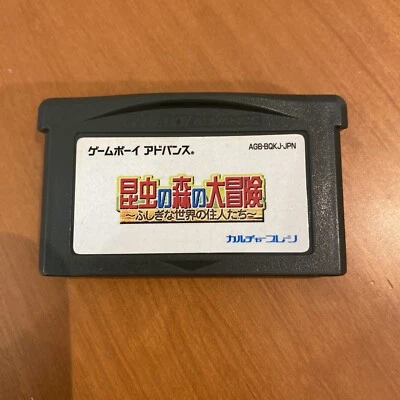 ゲームボーイ アドバンス®
AGB-BQKJ-JPN
昆虫の森の大冒険
~ふしぎな世界の住人たち~
カルチャーブレーン